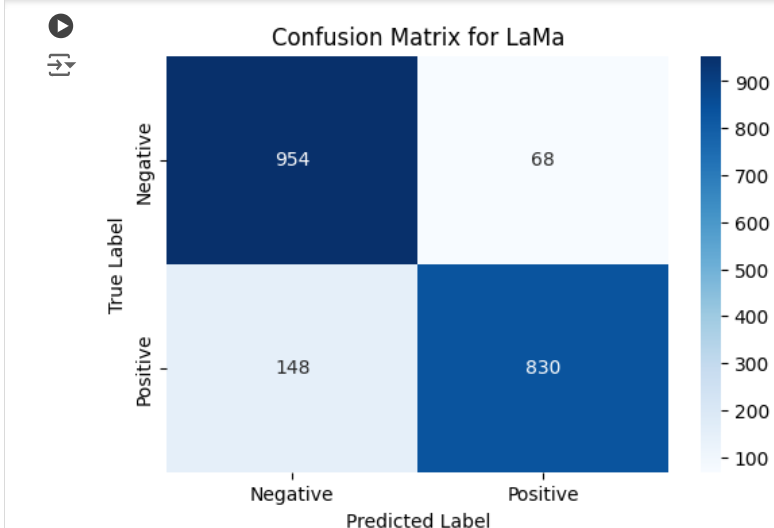 Confusion Matrix for LaMa
Negative
954
68
900
800
700
600
500
400
300
200
100
True Label
Positive
148
830
Negative
Positive
Predicted Label